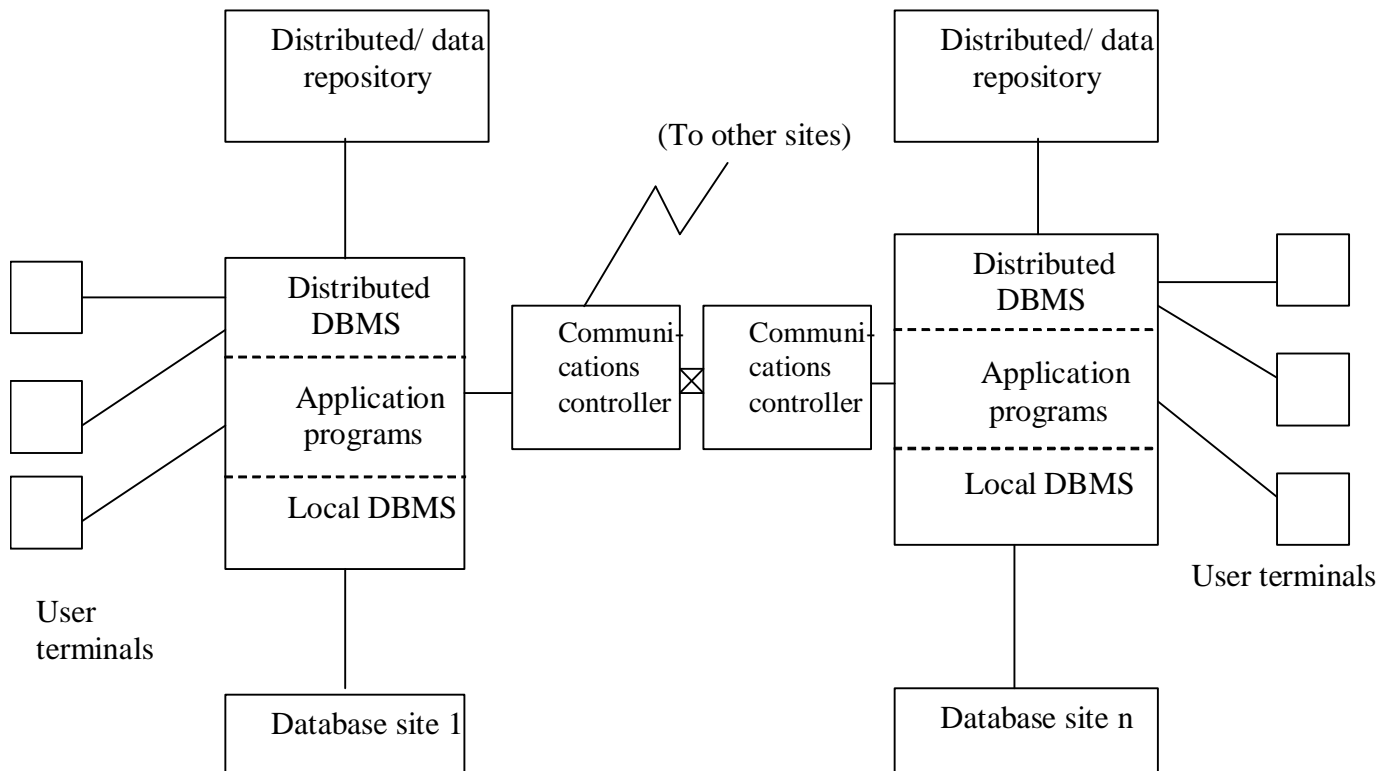 Distributed/ data
repository
Distributed/ data
repository
(To other sites)
Distributed
DBMS
Application
programs
Local DBMS
Communi-
cations
controller
Communi-
cations
controller
Distributed
DBMS
Application
programs
Local DBMS
User
terminals
User terminals
Database site 1
Database site n